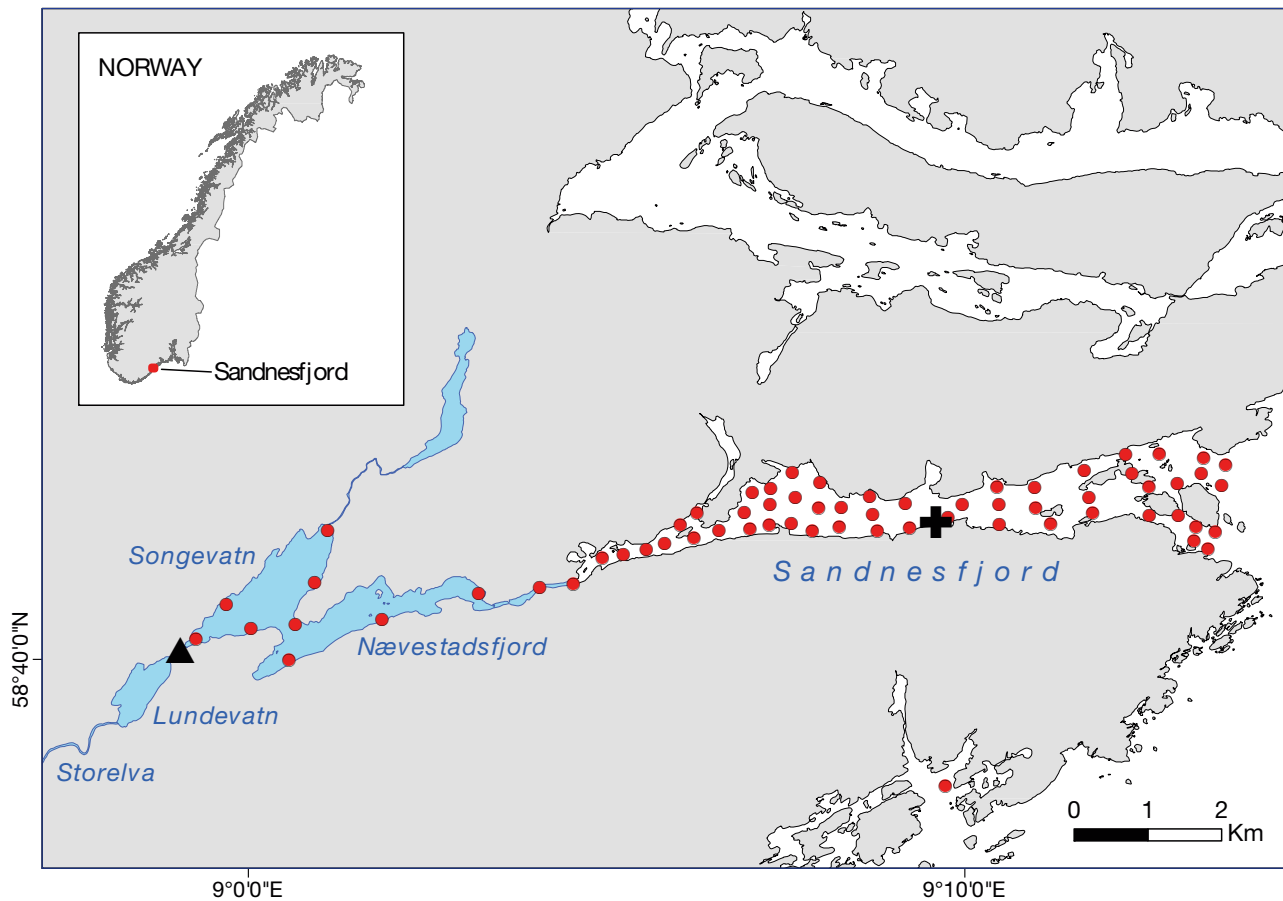 NORWAY
Sandnesfjord
Songevatn
Sandnesfjord
Nævestadsfjord
58°40'0"N
Lundevatn
Storelva
0 1 2
Km
9°0'0"E
9°10'0"E